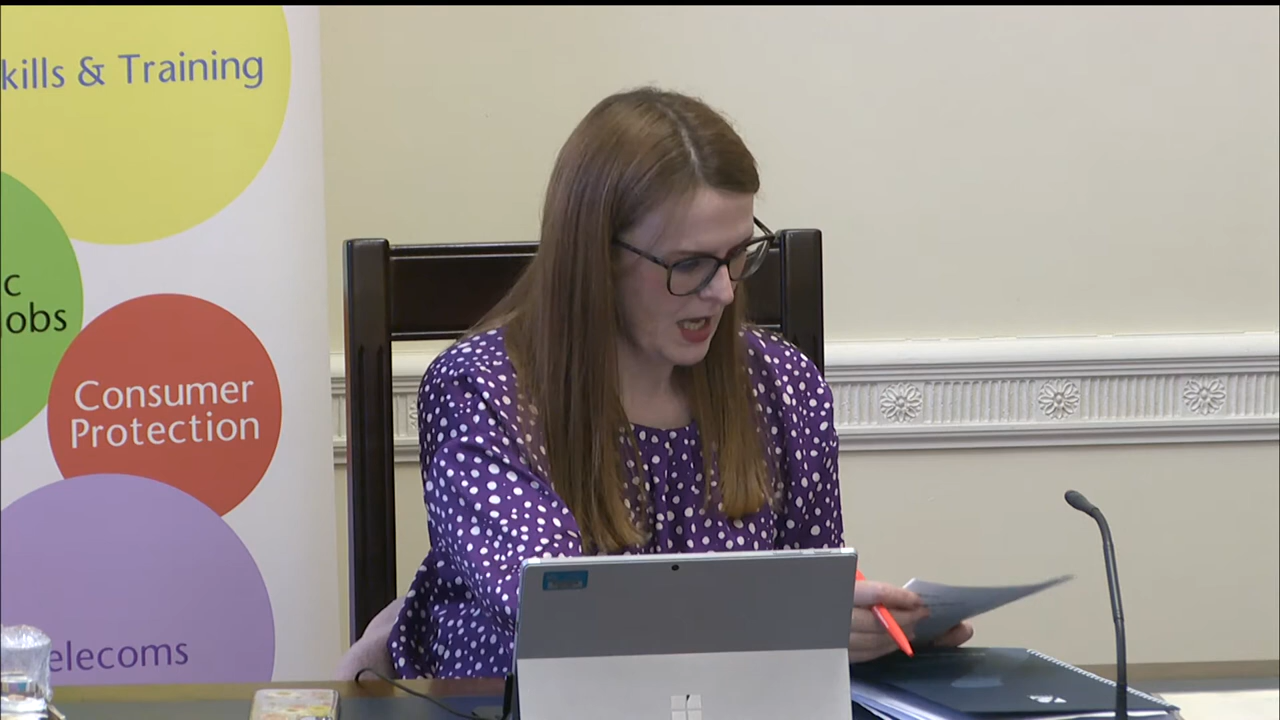 kills & Training
c
obs
Consumer
Protection
elecoms